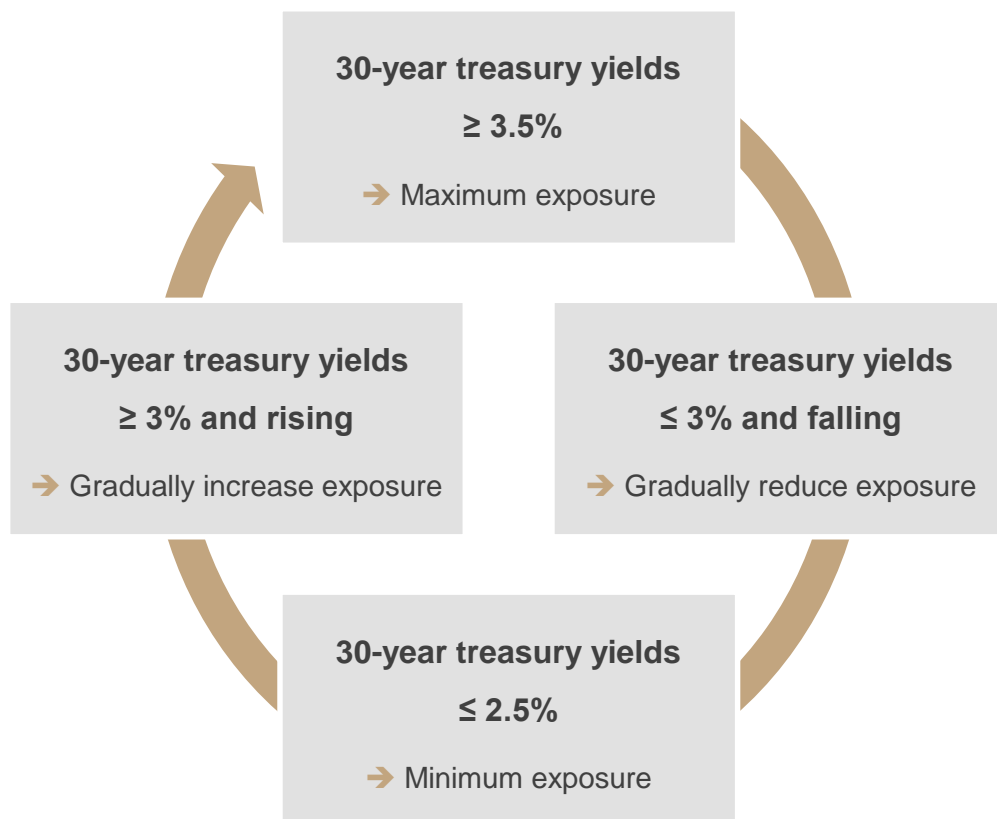 30-year treasury yields
≥ 3.5%
➔ Maximum exposure
30-year treasury yields
≥ 3% and rising
➔ Gradually increase exposure
30-year treasury yields
≤ 3% and falling
➔ Gradually reduce exposure
30-year treasury yields
≤ 2.5%
➔ Minimum exposure